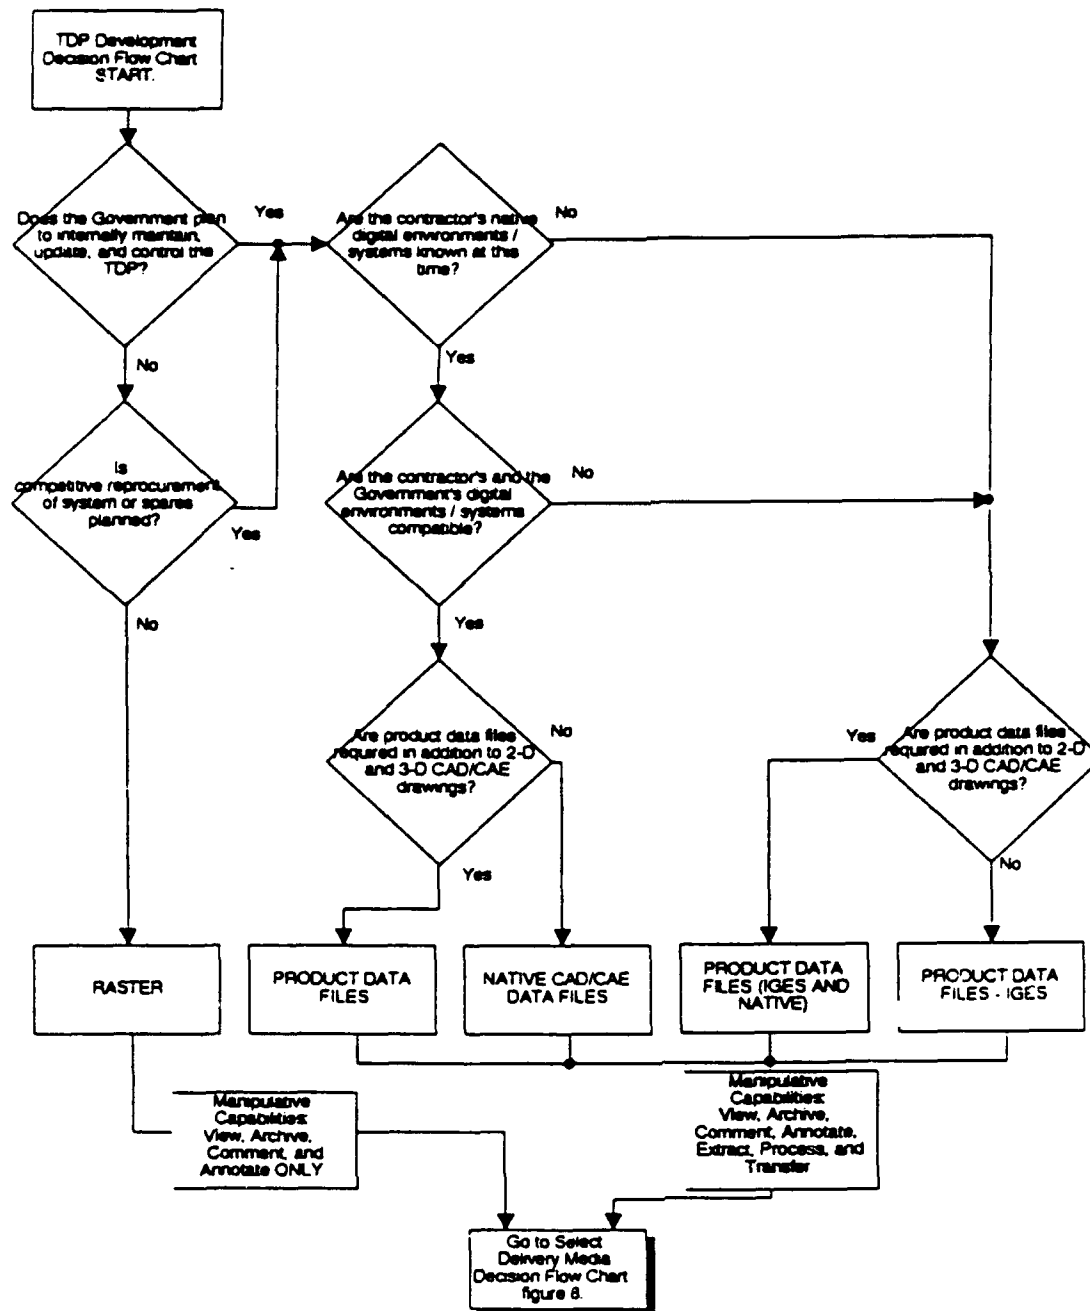 TDP Development
Decision Flow Chart
START.
Does the Government plan
to internally maintain,
update, and control the
TDP?
Yes
No
Are the contractor's native
digital environments /
systems known at this
time?
No
Yes
Is
competitive reprocurement
of system or spares
planned?
Yes
No
Are the contractor's and the
Government's digital
environments / systems
compatible?
No
Yes
Are product data files
required in addition to 2-D
and 3-D CAD/CAE
drawings?
No
Yes
Are product data files
required in addition to 2-D
and 3-D CAD/CAE
drawings?
Yes
No
RASTER
PRODUCT DATA
FILES
NATIVE CAD/CAE
DATA FILES
PRODUCT DATA
FILES (IGES AND
NATIVE)
PRODUCT DATA
FILES - IGES
Manipulative
Capabilities:
View, Archive,
Comment, and
Annotate ONLY
Manipulative
Capabilities:
View, Archive,
Comment, Annotate,
Extract, Process, and
Transfer
Go to Select
Delivery Media
Decision Flow Chart
figure 8.